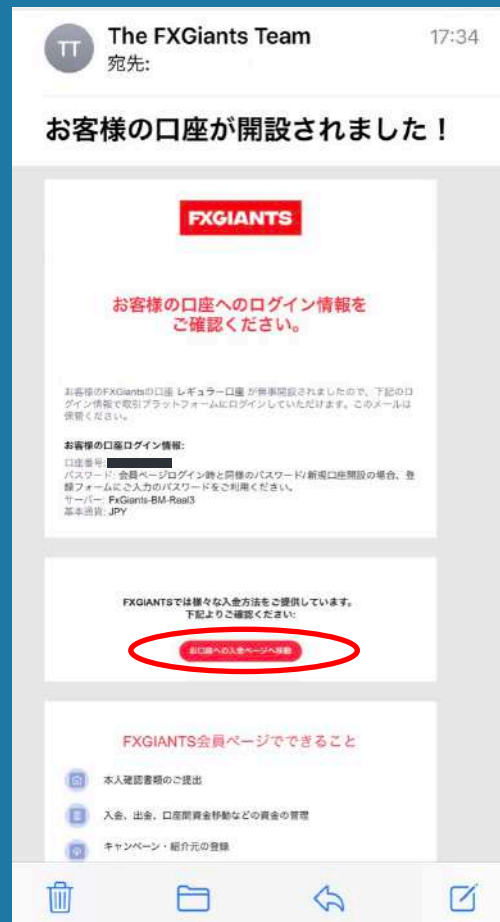 TT
The FXGiants Team
17:34
宛先:
お客様の口座が開設されました！
FXGIANTS
お客様の口座へのログイン情報を
ご確認ください。
お客様のFXGiantsの口座 レギュラー口座 が無事開設されましたので、下記のロ
グイン情報で取引プラットフォームにログインしていただけます。このメールは
保管ください。
お客様の口座ログイン情報:
口座番号:
パスワード: 会員ページログイン時と同様のパスワード/新規口座開設の場合、登
録フォームにご入力のパスワードをご利用ください。
サーバー: FxGiants-BM-Real3
基本通貨: JPY
FXGIANTSでは様々な入金方法をご提供しています。
下記よりご確認ください:
お口座への入金ページへ移動
FXGIANTS会員ページでできること
本人確認書類のご提出
入金、出金、口座間資金移動などの資金の管理
キャンペーン・紹介元の登録